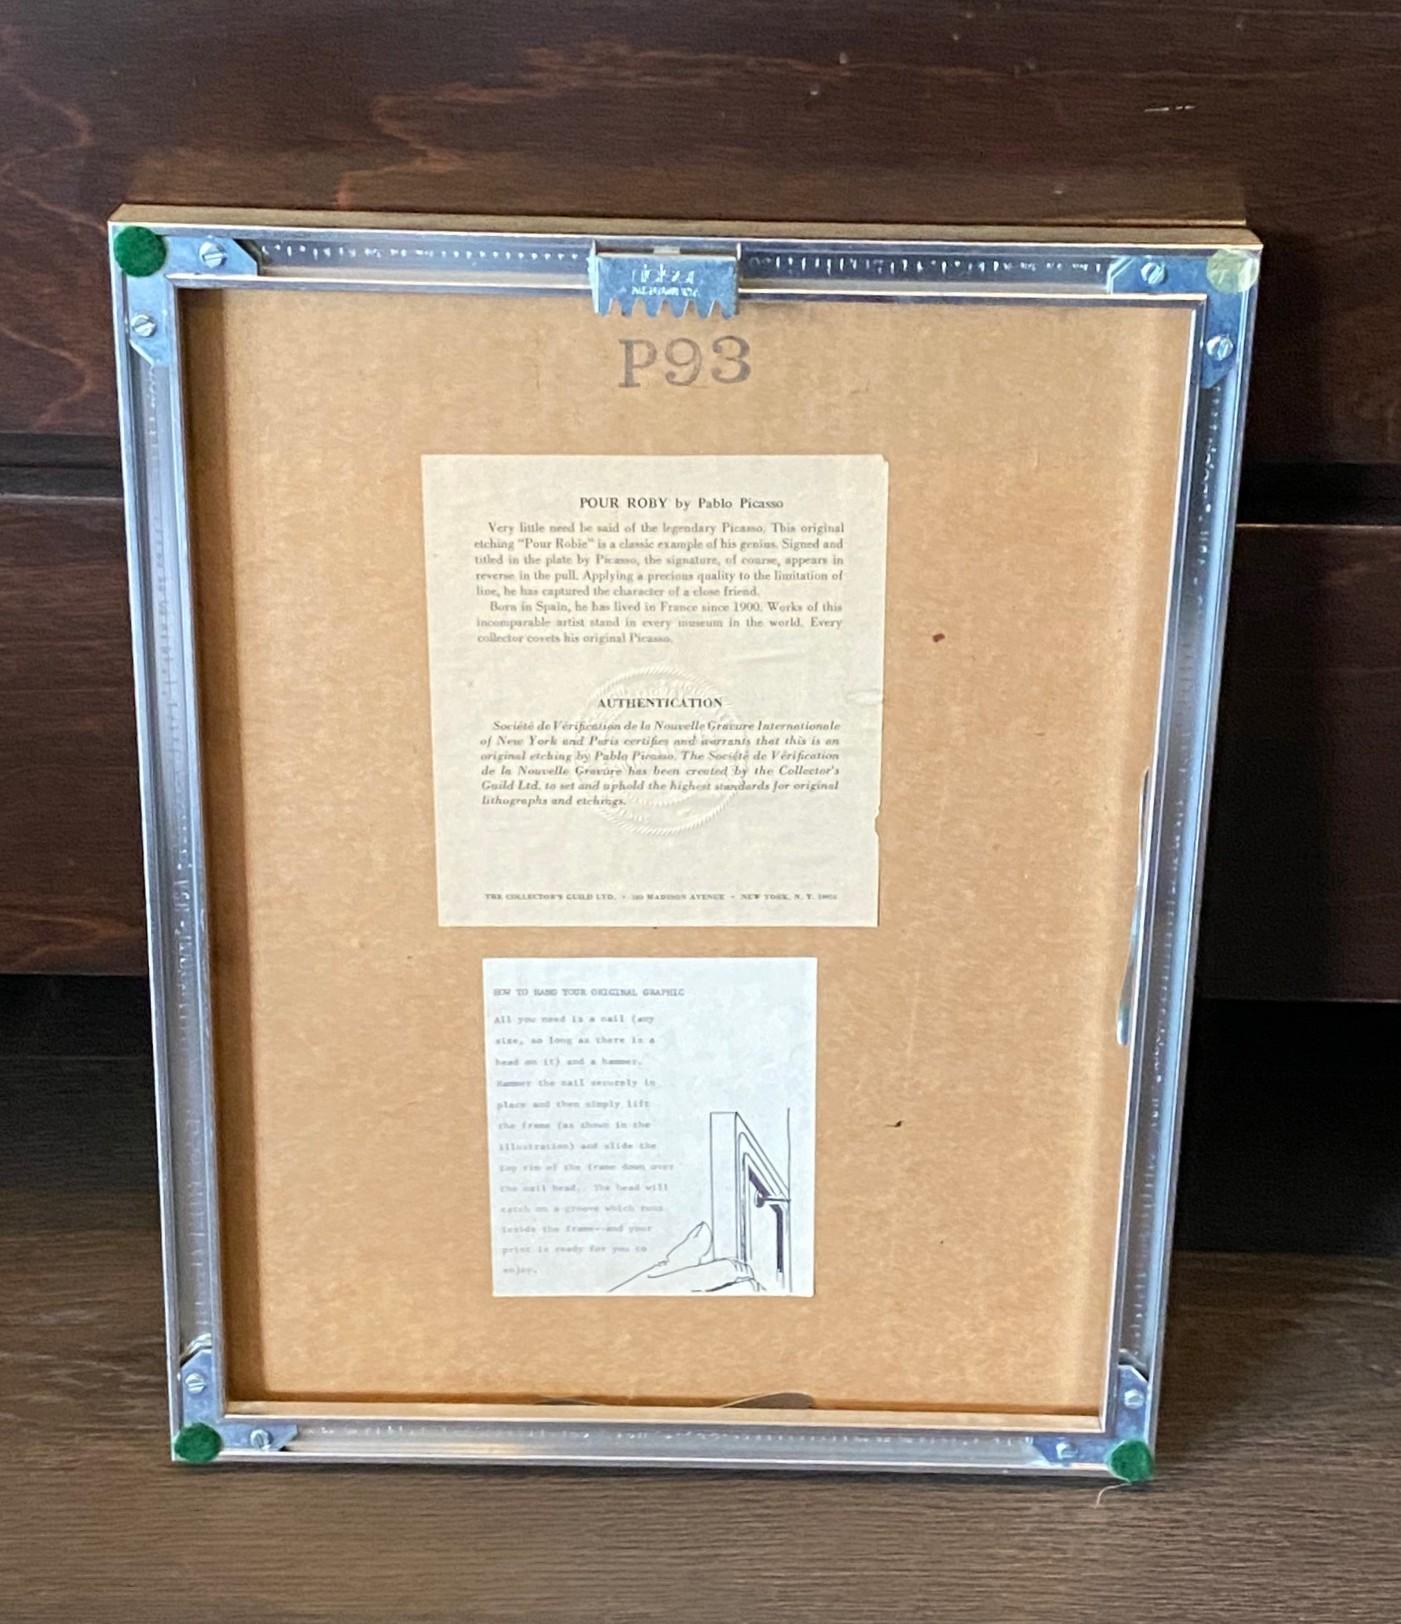 P93
POUR ROBY by Pablo Picasso
Very little need be said of the legendary Picasso. This original
etching "Pour Robie" is a classic example of his genius. Signed and
titled in the plate by Picasso, the signature, of course, appears in
reverse in the pull. Applying a precious quality to the limitation of
line, he has captured the character of a close friend.
Born in Spain, he has lived in France since 1900. Works of this
incomparable artist stand in every museum in the world. Every
collector covets his original Picasso.
AUTHENTICATION
Société de Vérification de la Nouvelle Gravure Internationale
of New York and Paris certifies and warrants that this is an
original etching by Pablo Picasso. The Société de Vérification
de la Nouvelle Gravure has been created by the Collector's
Guild Ltd. to set and uphold the highest standards for original
lithographs and etchings.
THE COLLECTOR'S GUILD LTD. • MADISON AVENUE • NEW YORK, N. Y.
HOW TO HANG YOUR ORIGINAL GRAPHIC
All you need is a nail (any
size, so long as there is a
head on it) and a hammer.
Hammer the nail securely in
place and then simply lift
the frame (as shown in the
illustration) and slide the
top rim of the frame down over
the nail head. The head will
catch on a groove which runs
inside the frame--and your
print is ready for you to
enjoy.